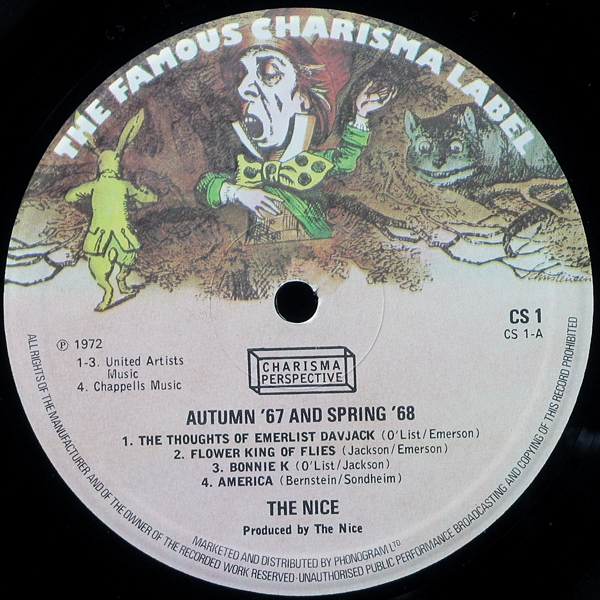 THE FAMOUS CHARISMA LABEL
Christensen
℗ 1972
1-3. United Artists
Music
4. Chappells Music
CS 1
CS 1-A
CHARISMA
PERSPECTIVE
AUTUMN '67 AND SPRING '68
1. THE THOUGHTS OF EMERLIST DAVJACK (O'List/Emerson)
2. FLOWER KING OF FLIES (Jackson/Emerson)
3. BONNIE K (O'List/Jackson)
4. AMERICA (Bernstein/Sondheim)
THE NICE
Produced by The Nice
MARKETED AND DISTRIBUTED BY PHONOGRAM LTD
ALL RIGHTS OF THE MANUFACTURER AND OF THE OWNER OF THE RECORDED WORK RESERVED·UNAUTHORISED PUBLIC PERFORMANCE BROADCASTING AND COPYING OF THIS RECORD PROHIBITED